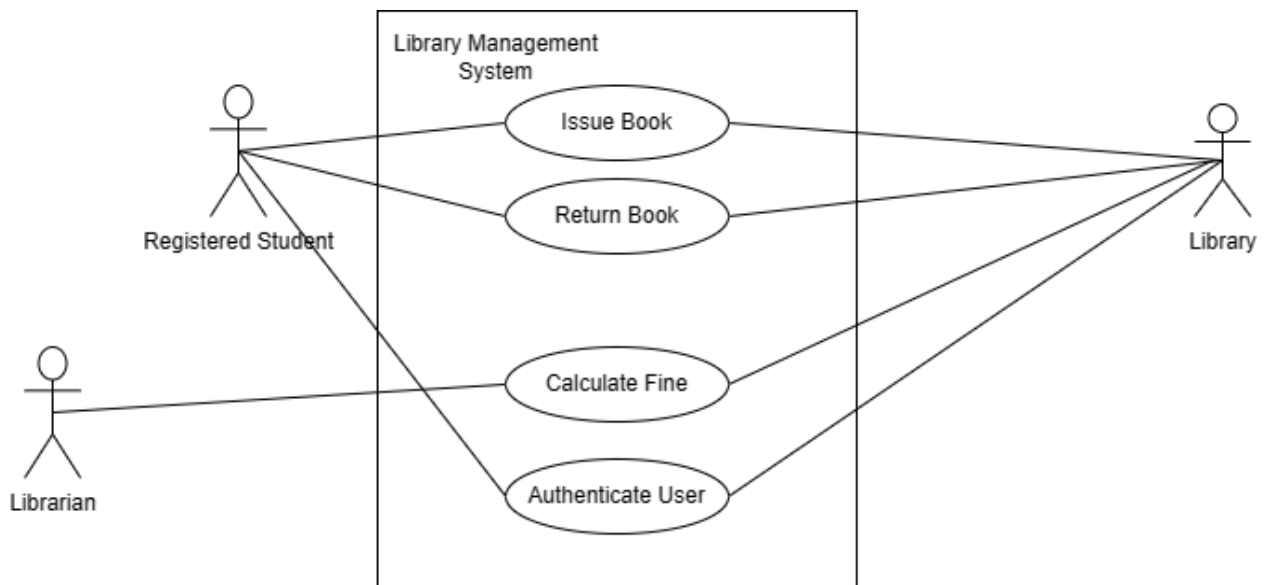 Library Management
System
Issue Book
Return Book
Registered Student
Library
Calculate Fine
Librarian
Authenticate User